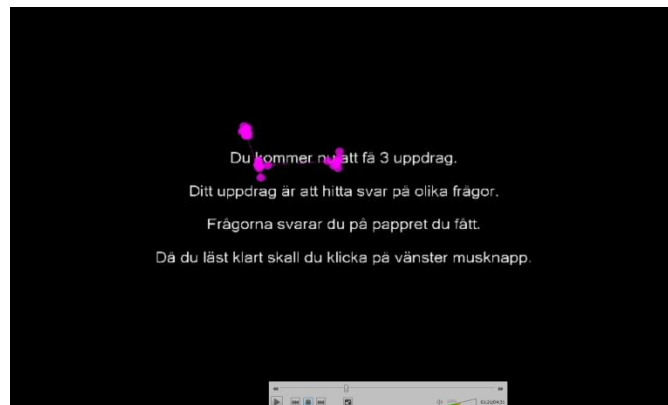 Du kommer nu att få 3 uppdrag.
Ditt uppdrag är att hitta svar på olika frågor.
Frågorna svarar du på pappret du fått.
Då du läst klart skall du klicka på vänster musknapp.